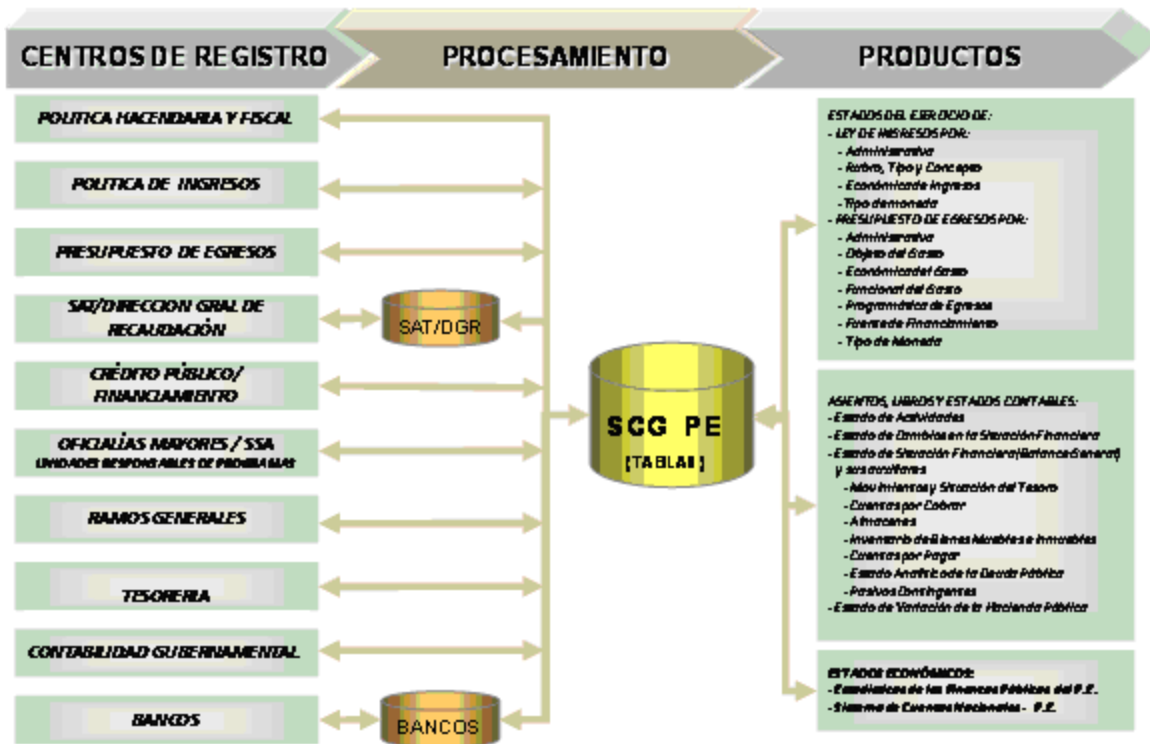 CENTROS DE REGISTRO
PROCESAMIENTO
PRODUCTOS
POLITICA HACENDARIA Y FISCAL
POLITICA DE INGRESOS
PRESUPUESTO DE EGRESOS
SAT/DIRECCION GRAL DE
RECAUDACIÓN
CRÉDITO PÚBLICO/
FINANCIAMIENTO
OFICIALÍAS MAYORES / SSA
UNIDADES RESPONSABLES DE PROGRAMAS
RAMOS GENERALES
TESORERIA
CONTABILIDAD GUBERNAMENTAL
BANCOS
SAT/DGR
BANCOS
SCG PE
(TABLAS)
ESTADOS DEL EJERCICIO DE:
- LEY DE INGRESOS POR:
- Administrativa
- Rubro, Tipo y Concepto
- Económica de Ingresos
- Tipo de moneda
- PRESUPUESTO DE EGRESOS POR:
- Administrativa
- Objeto del Gasto
- Económica del Gasto
- Funcional del Gasto
- Programática de Egresos
- Fuente de Financiamiento
- Tipo de Moneda
ASIENTOS, LIBROS Y ESTADOS CONTABLES:
- Estado de Actividades
- Estado de Cambios en la Situación Financiera
- Estado de Situación Financiera (Balance General)
y sus auxiliares
- Movimientos y Situación del Tesoro
- Cuentas por Cobrar
- Almacenes
- Inventario de Bienes Muebles e Inmuebles
- Cuentas por Pagar
- Estado Analítico de la Deuda Pública
- Pasivos Contingentes
- Estado de Variación de la Hacienda Pública
ESTADOS ECONÓMICOS:
- Estadísticas de las Finanzas Públicas del P.E.
- Sistema de Cuentas Nacionales - P.E.